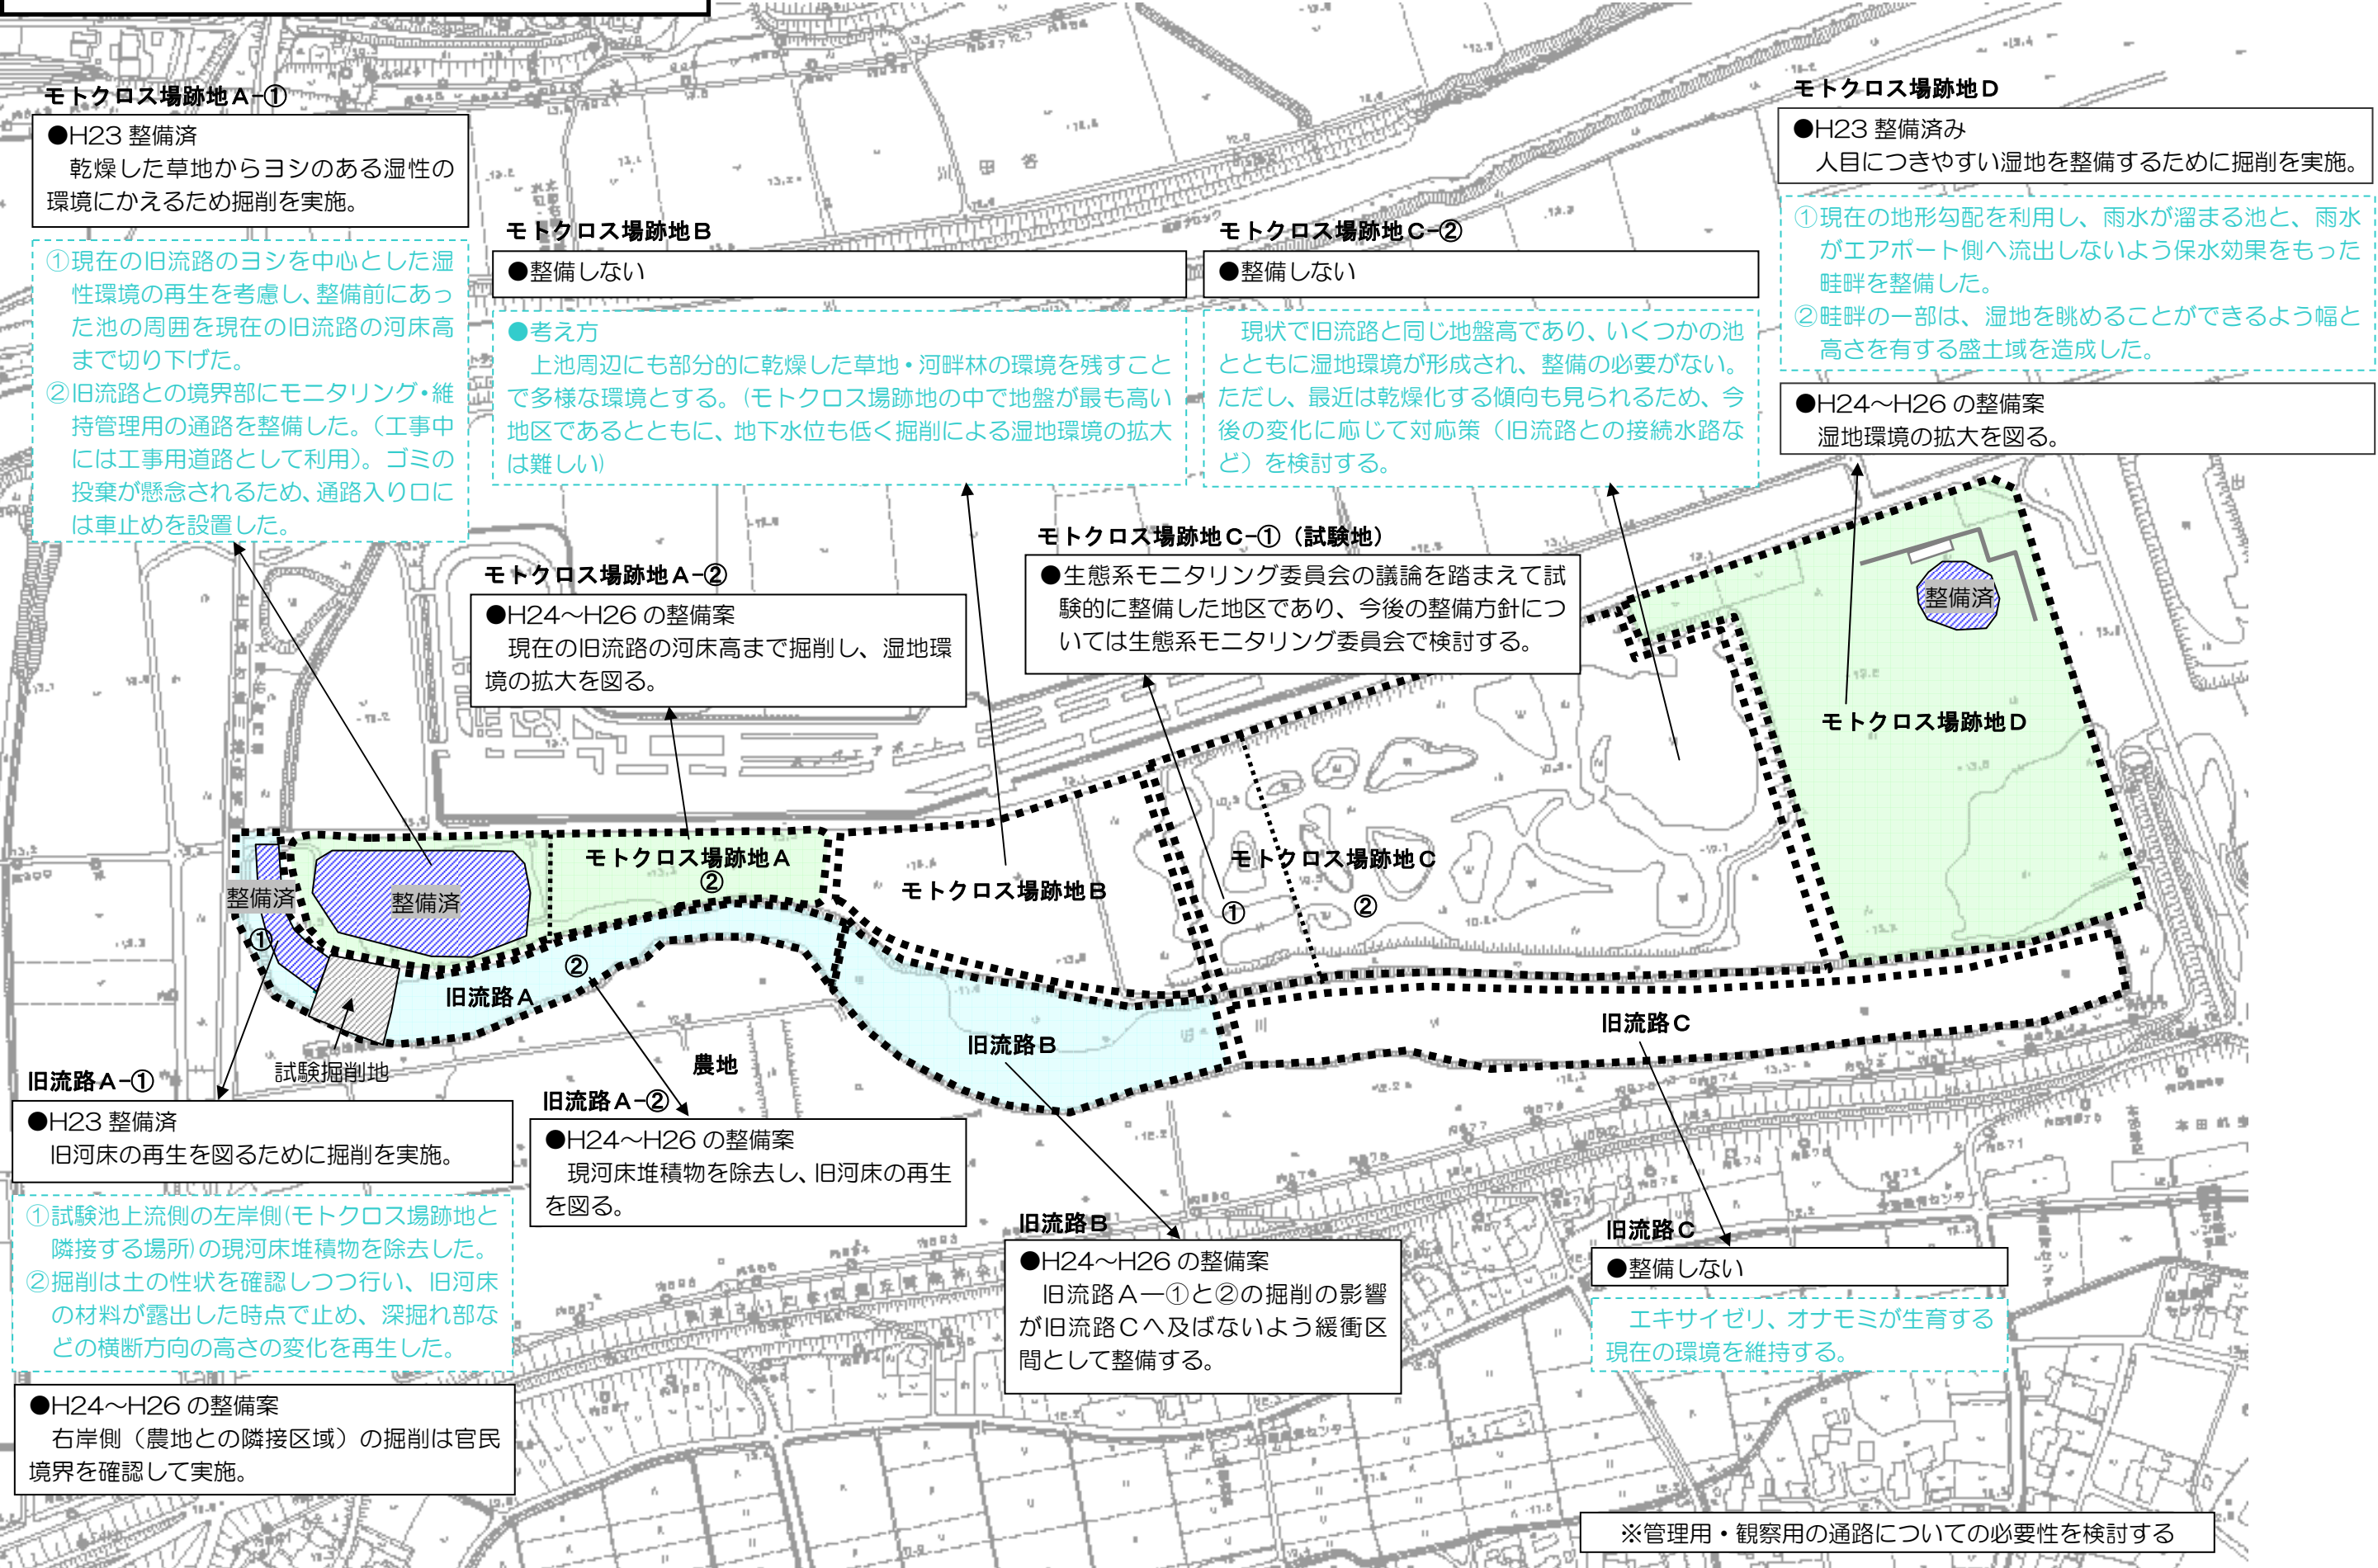 モトクロス場跡地A-①
●H23 整備済
乾燥した草地からヨシのある湿性の
環境にかえるため掘削を実施。
①現在の旧流路のヨシを中心とした湿
性環境の再生を考慮し、整備前にあっ
た池の周囲を現在の旧流路の河床高
まで切り下げた。
②旧流路との境界部にモニタリング・維
持管理用の通路を整備した。（工事中
には工事用道路として利用）。ゴミの
投棄が懸念されるため、通路入り口に
は車止めを設置した。
モトクロス場跡地B
●整備しない
●考え方
上池周辺にも部分的に乾燥した草地・河畔林の環境を残すこと
で多様な環境とする。(モトクロス場跡地の中で地盤が最も高い
地区であるとともに、地下水位も低く掘削による湿地環境の拡大
は難しい)
モトクロス場跡地C-②
●整備しない
現状で旧流路と同じ地盤高であり、いくつかの池
とともに湿地環境が形成され、整備の必要がない。
ただし、最近は乾燥化する傾向も見られるため、今
後の変化に応じて対応策（旧流路との接続水路な
ど）を検討する。
モトクロス場跡地D
●H23 整備済み
人目につきやすい湿地を整備するために掘削を実施。
①現在の地形勾配を利用し、雨水が溜まる池と、雨水
がエアポート側へ流出しないよう保水効果をもった
畦畔を整備した。
②畦畔の一部は、湿地を眺めることができるよう幅と
高さを有する盛土域を造成した。
●H24～H26 の整備案
湿地環境の拡大を図る。
モトクロス場跡地A-②
●H24～H26 の整備案
現在の旧流路の河床高まで掘削し、湿地環
境の拡大を図る。
モトクロス場跡地C-①（試験地）
●生態系モニタリング委員会の議論を踏まえて試
験的に整備した地区であり、今後の整備方針につ
いては生態系モニタリング委員会で検討する。
整備済
モトクロス場跡地D
モトクロス場跡地A
②
モトクロス場跡地B
モトクロス場跡地C
①
②
整備済
整備済
①
②
旧流路A
旧流路B
旧流路C
試験掘削地
農地
旧流路A-①
●H23 整備済
旧河床の再生を図るために掘削を実施。
①試験池上流側の左岸側(モトクロス場跡地と
隣接する場所)の現河床堆積物を除去した。
②掘削は土の性状を確認しつつ行い、旧河床
の材料が露出した時点で止め、深掘れ部な
どの横断方向の高さの変化を再生した。
●H24～H26 の整備案
右岸側（農地との隣接区域）の掘削は官民
境界を確認して実施。
旧流路A-②
●H24～H26 の整備案
現河床堆積物を除去し、旧河床の再生
を図る。
旧流路B
●H24～H26 の整備案
旧流路A―①と②の掘削の影響
が旧流路Cへ及ばないよう緩衝区
間として整備する。
旧流路C
●整備しない
エキサイゼリ、オナモミが生育する
現在の環境を維持する。
※管理用・観察用の通路についての必要性を検討する